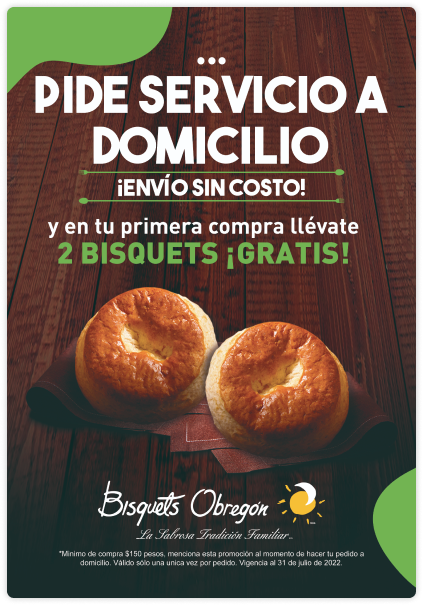 ...
PIDE SERVICIO A
DOMICILIO
¡ENVÍO SIN COSTO!
y en tu primera compra llévate
2 BISQUETS ¡GRATIS!
Bisquets Obregón
La Sabrosa Tradición Familiar...
*Mínimo de compra $150 pesos, menciona esta promoción al momento de hacer tu pedido a
domicilio. Válido sólo una unica vez por pedido. Vigencia al 31 de julio de 2022.